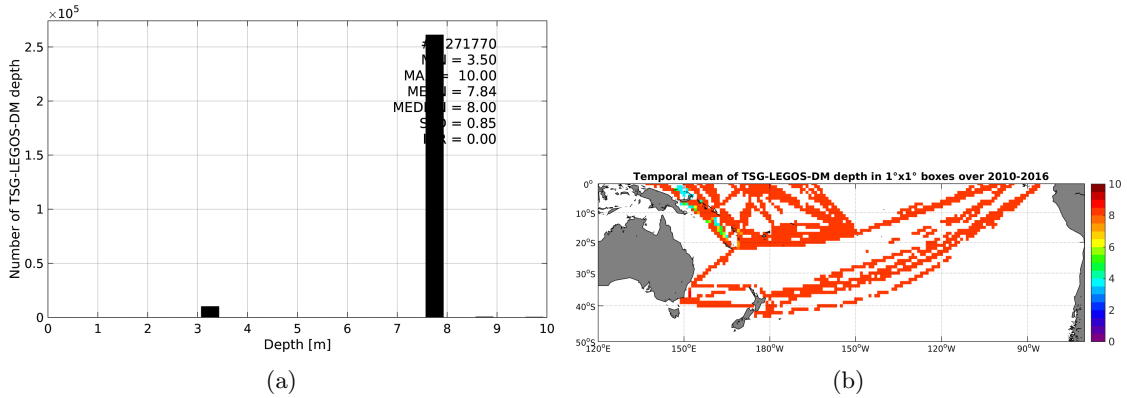 ×10⁵
Number of TSG-LEGOS-DM depth
2.5
2
1.5
1
0.5
0
271770
= 3.50
= 10.00
= 7.84
= 8.00
= 0.85
= 0.00
0 1 2 3 4 5 6 7 8 9 10
Depth [m]
(a)
Temporal mean of TSG-LEGOS-DM depth in 1°x1° boxes over 2010-2016
0°
10°S
20°S
30°S
40°S
50°S
120°E 150°E 180°W 150°W 120°W 90°W
10
8
6
4
2
0
(b)